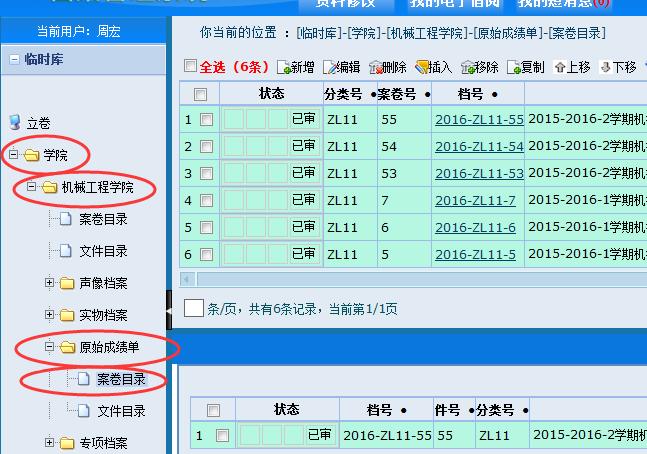 资料修改 我的电子借阅 我的邀消息(0)
当前用户：周宏
临时库
立卷
学院
机械工程学院
案卷目录
文件目录
声像档案
实物档案
原始成绩单
案卷目录
文件目录
专项档案
你当前的位置 ：[临时库]-[学院]-[机械工程学院]-[原始成绩单]-[案卷目录]
全选（6条） 新增 编辑 删除 插入 移除 复制 上移 下移
状态 分类号 ● 案卷号 ● 档号 ●
1 已审 ZL11 55 2016-ZL11-55 2015-2016-2学期机
2 已审 ZL11 54 2016-ZL11-54 2015-2016-2学期机
3 已审 ZL11 53 2016-ZL11-53 2015-2016-2学期机
4 已审 ZL11 7 2016-ZL11-7 2015-2016-1学期机
5 已审 ZL11 6 2016-ZL11-6 2015-2016-1学期机
6 已审 ZL11 5 2016-ZL11-5 2015-2016-1学期机
条/页，共有6条记录，当前第1/1页
状态 档号 ● 件号 ● 分类号 ●
1 已审 2016-ZL11-55 55 ZL11 2015-2016-2学期机